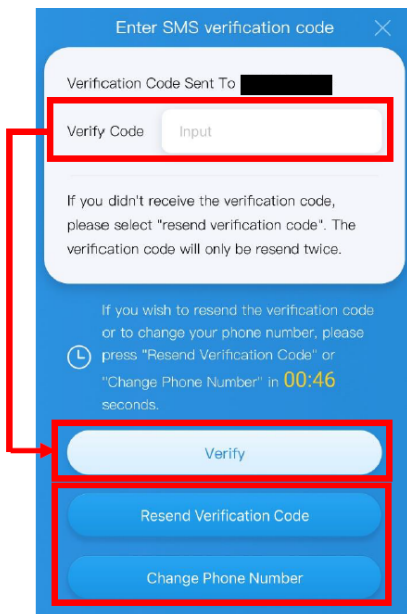 Enter SMS verification code
Verification Code Sent To
Verify Code Input
If you didn't receive the verification code,
please select "resend verification code". The
verification code will only be resend twice.
If you wish to resend the verification code
or to change your phone number, please
press "Resend Verification Code" or
"Change Phone Number" in 00:46
seconds.
Verify
Resend Verification Code
Change Phone Number